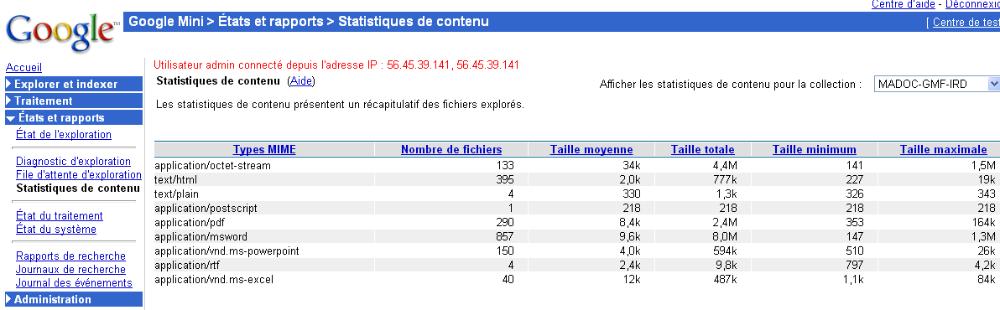 Centre d'aide - Déconnexio
Google™ Google Mini > États et rapports > Statistiques de contenu [ Centre de test
Accueil
Utilisateur admin connecté depuis l'adresse IP : 56.45.39.141, 56.45.39.141
Statistiques de contenu (Aide)
Afficher les statistiques de contenu pour la collection : MADOC-GMF-IRD
Les statistiques de contenu présentent un récapitulatif des fichiers explorés.
Explorer et indexer
Traitement
États et rapports
État de l'exploration
Diagnostic d'exploration
File d'attente d'exploration
Statistiques de contenu
État du traitement
État du système
Rapports de recherche
Journaux de recherche
Journal des événements
Administration
Types MIME Nombre de fichiers Taille moyenne Taille totale Taille minimum Taille maximale
application/octet-stream 133 34k 4,4M 141 1,5M
text/html 395 2,0k 777k 227 19k
text/plain 4 330 1,3k 326 343
application/postscript 1 218 218 218 218
application/pdf 290 8,4k 2,4M 353 164k
application/msword 857 9,6k 8,0M 147 1,3M
application/vnd.ms-powerpoint 150 4,0k 594k 510 26k
application/rtf 4 2,4k 9,8k 797 4,2k
application/vnd.ms-excel 40 12k 487k 1,1k 84k